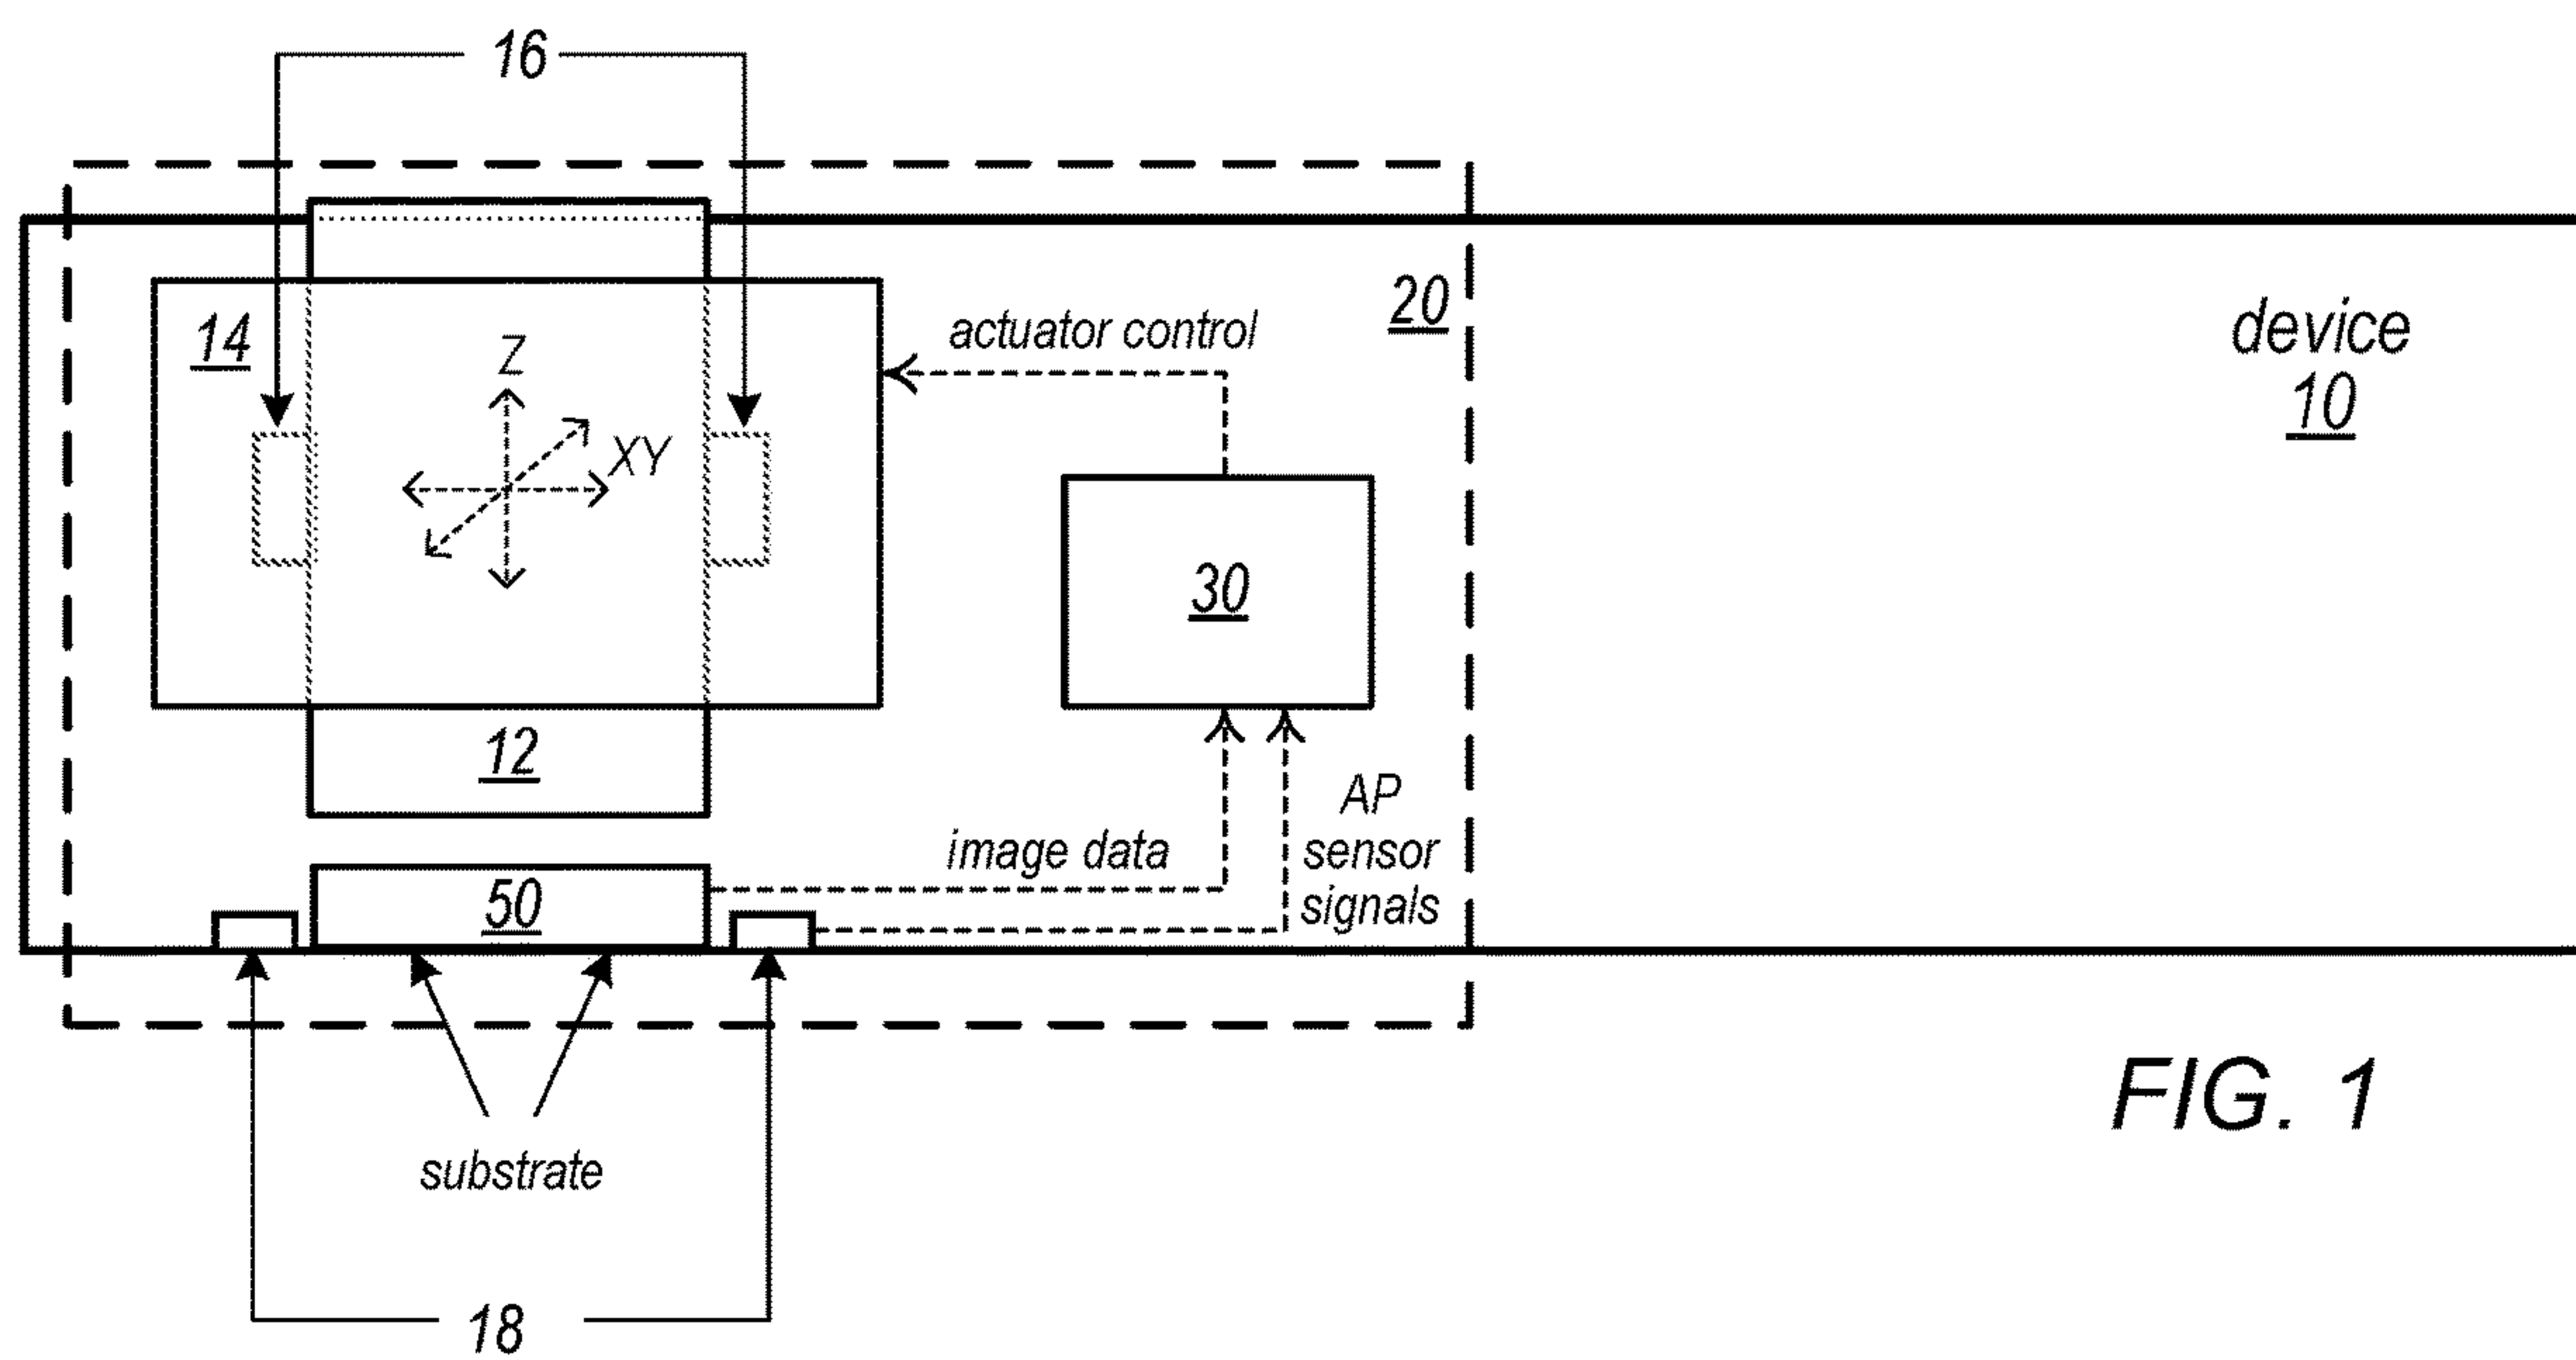 16
20
14
actuator control
device
10
Z
XY
30
12
AP
sensor
signals
image data
50
substrate
FIG. 1
18